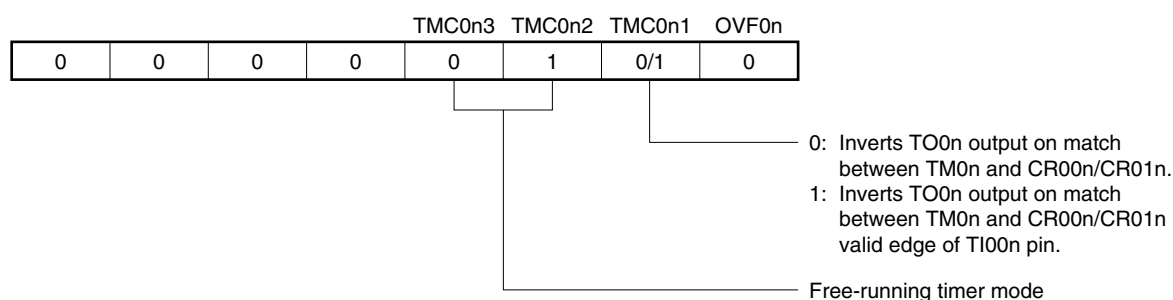 TMC0n3 TMC0n2 TMC0n1 OVF0n
0 0 0 0 0 1 0/1 0
0: Inverts TO0n output on match
between TM0n and CR00n/CR01n.
1: Inverts TO0n output on match
between TM0n and CR00n/CR01n
valid edge of TI00n pin.
Free-running timer mode